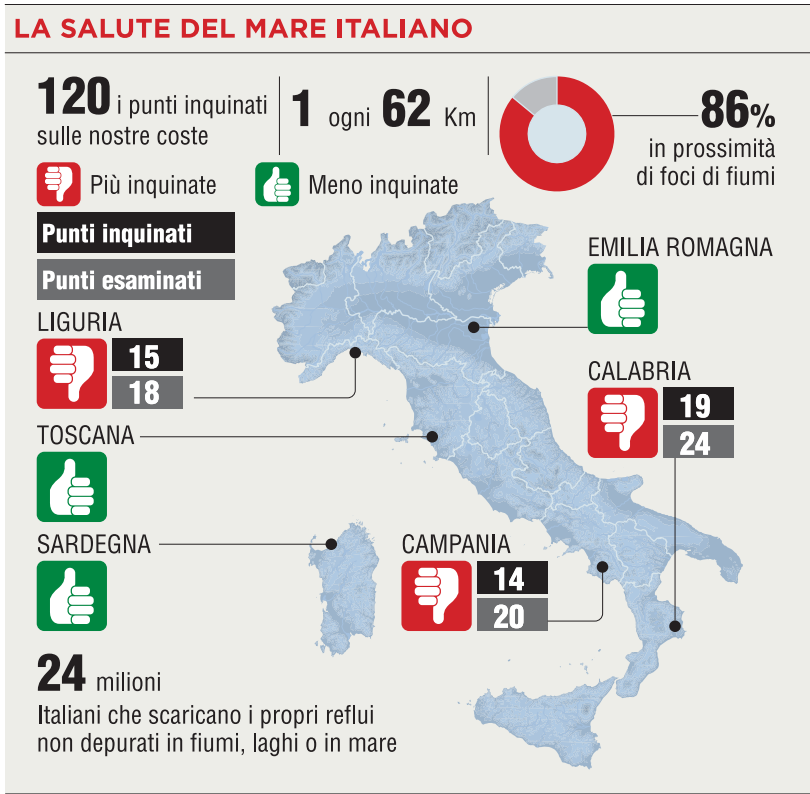 LA SALUTE DEL MARE ITALIANO
120 i punti inquinati
sulle nostre coste
1 ogni 62 Km
86%
in prossimità
di foci di fiumi
Più inquinate
Meno inquinate
Punti inquinati
Punti esaminati
EMILIA ROMAGNA
LIGURIA
15
18
CALABRIA
19
24
TOSCANA
SARDEGNA
CAMPANIA
14
20
24 milioni
Italiani che scaricano i propri reflui
non depurati in fiumi, laghi o in mare